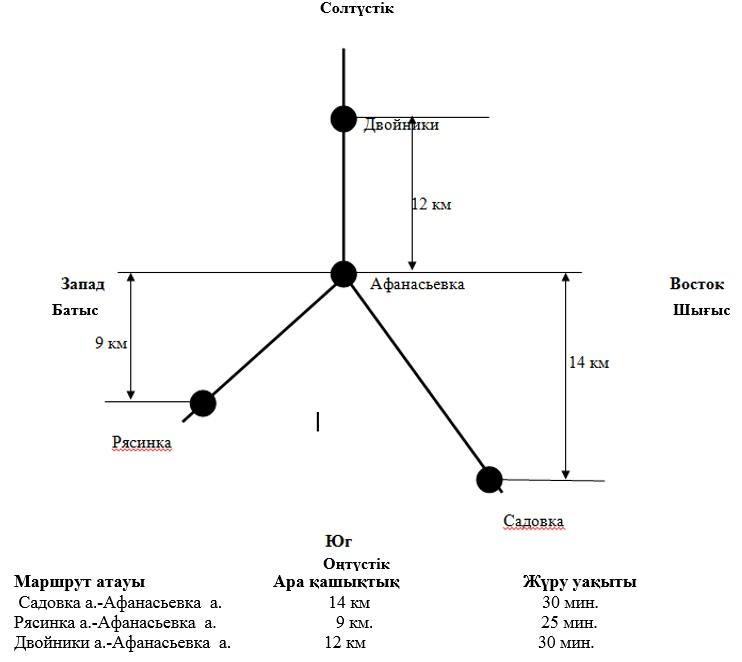 Солтүстік
Двойники
12 км
Запад
Афанасьевка
Восток
Батыс
Шығыс
9 км
14 км
Рясинка
Садовка
Юг
Оңтүстік
Маршрут атауы Ара қашықтық Жүру уақыты
Садовка а.-Афанасьевка а. 14 км 30 мин.
Рясинка а.-Афанасьевка а. 9 км. 25 мин.
Двойники а.-Афанасьевка а. 12 км 30 мин.